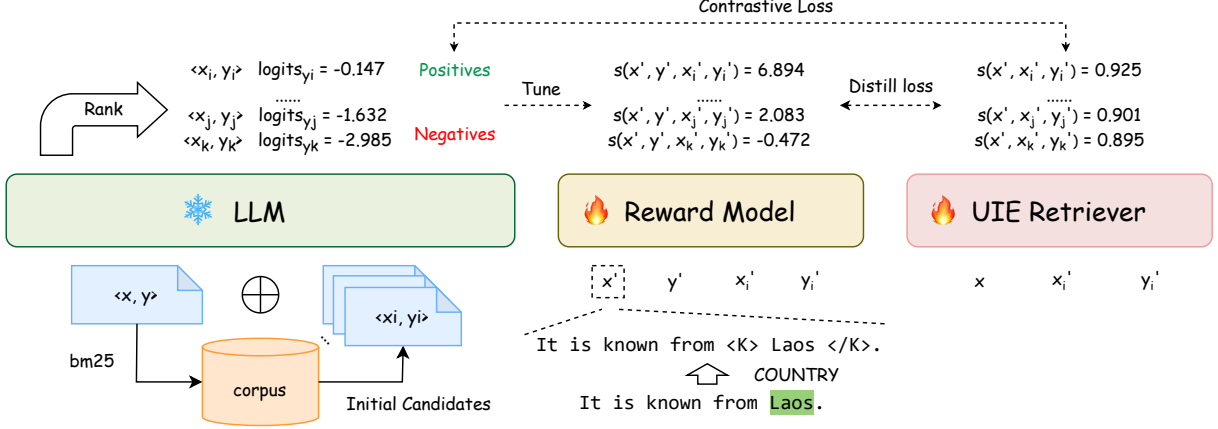 Contrastive Loss
<x_i, y_i> logits_yi = -0.147 Positives s(x', y', x_i', y_i') = 6.894 s(x', x_i', y_i') = 0.925
Rank ...... Tune ...... Distill loss ......
<x_j, y_j> logits_yj = -1.632 s(x', y', x_j', y_j') = 2.083 s(x', x_j', y_j') = 0.901
Negatives
<x_k, y_k> logits_yk = -2.985 s(x', y', x_k', y_k') = -0.472 s(x', x_k', y_k') = 0.895
LLM Reward Model UIE Retriever
<x, y> x' y' x_i' y_i' x x_i' y_i'
<xi, yi>
...
It is known from <K> Laos </K>.
bm25
COUNTRY
corpus
Initial Candidates
It is known from Laos.